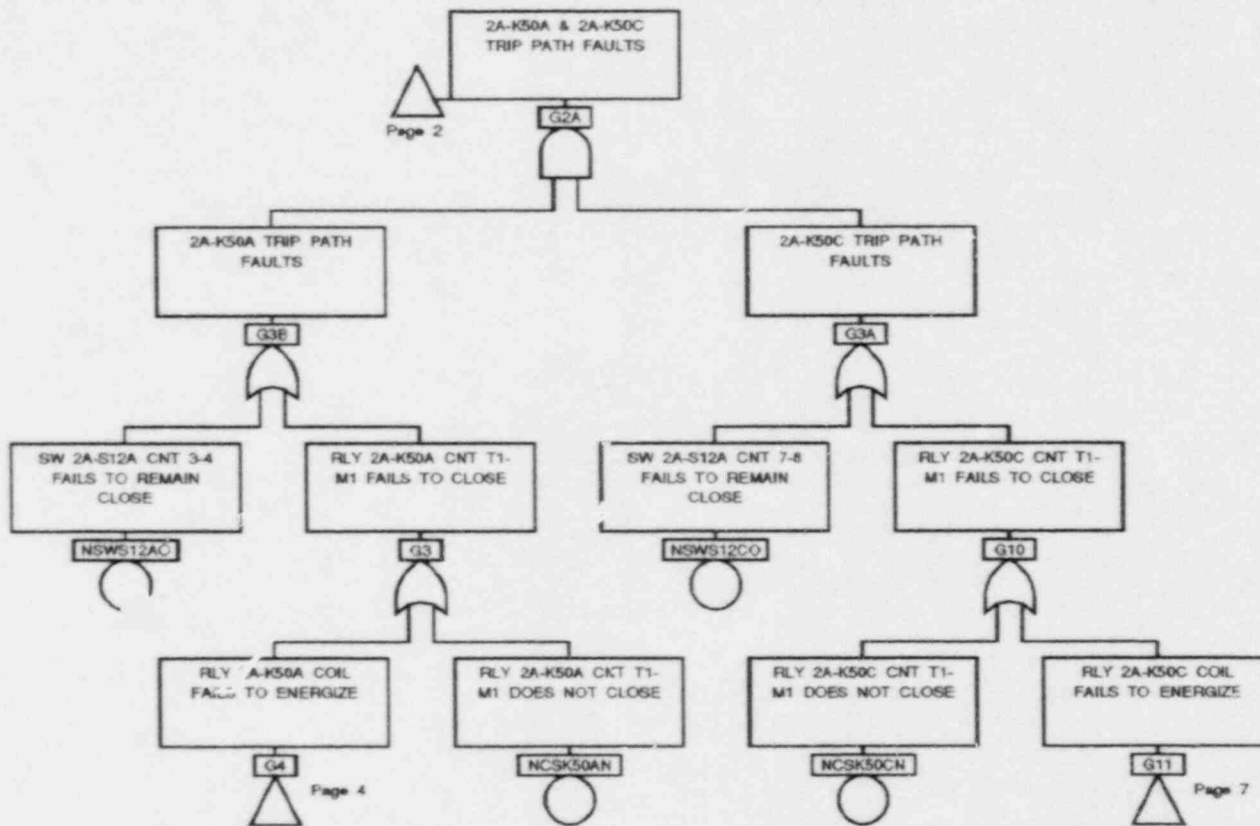 2A-K50A & 2A-K50C
TRIP PATH FAULTS
Page 2
G2A
2A-K50A TRIP PATH
FAULTS
2A-K50C TRIP PATH
FAULTS
G3B
G3A
SW 2A-S12A CNT 3-4
FAILS TO REMAIN
CLOSE
RLY 2A-K50A CNT T1-
M1 FAILS TO CLOSE
SW 2A-S12A CNT 7-8
FAILS TO REMAIN
CLOSE
RLY 2A-K50C CNT T1-
M1 FAILS TO CLOSE
NSWS12AO
G3
NSWS12CO
G10
RLY 2A-K50A COIL
FAILS TO ENERGIZE
RLY 2A-K50A CNT T1-
M1 DOES NOT CLOSE
RLY 2A-K50C CNT T1-
M1 DOES NOT CLOSE
RLY 2A-K50C COIL
FAILS TO ENERGIZE
G4
Page 4
NCSK50AN
NCSK50CN
G11
Page 7